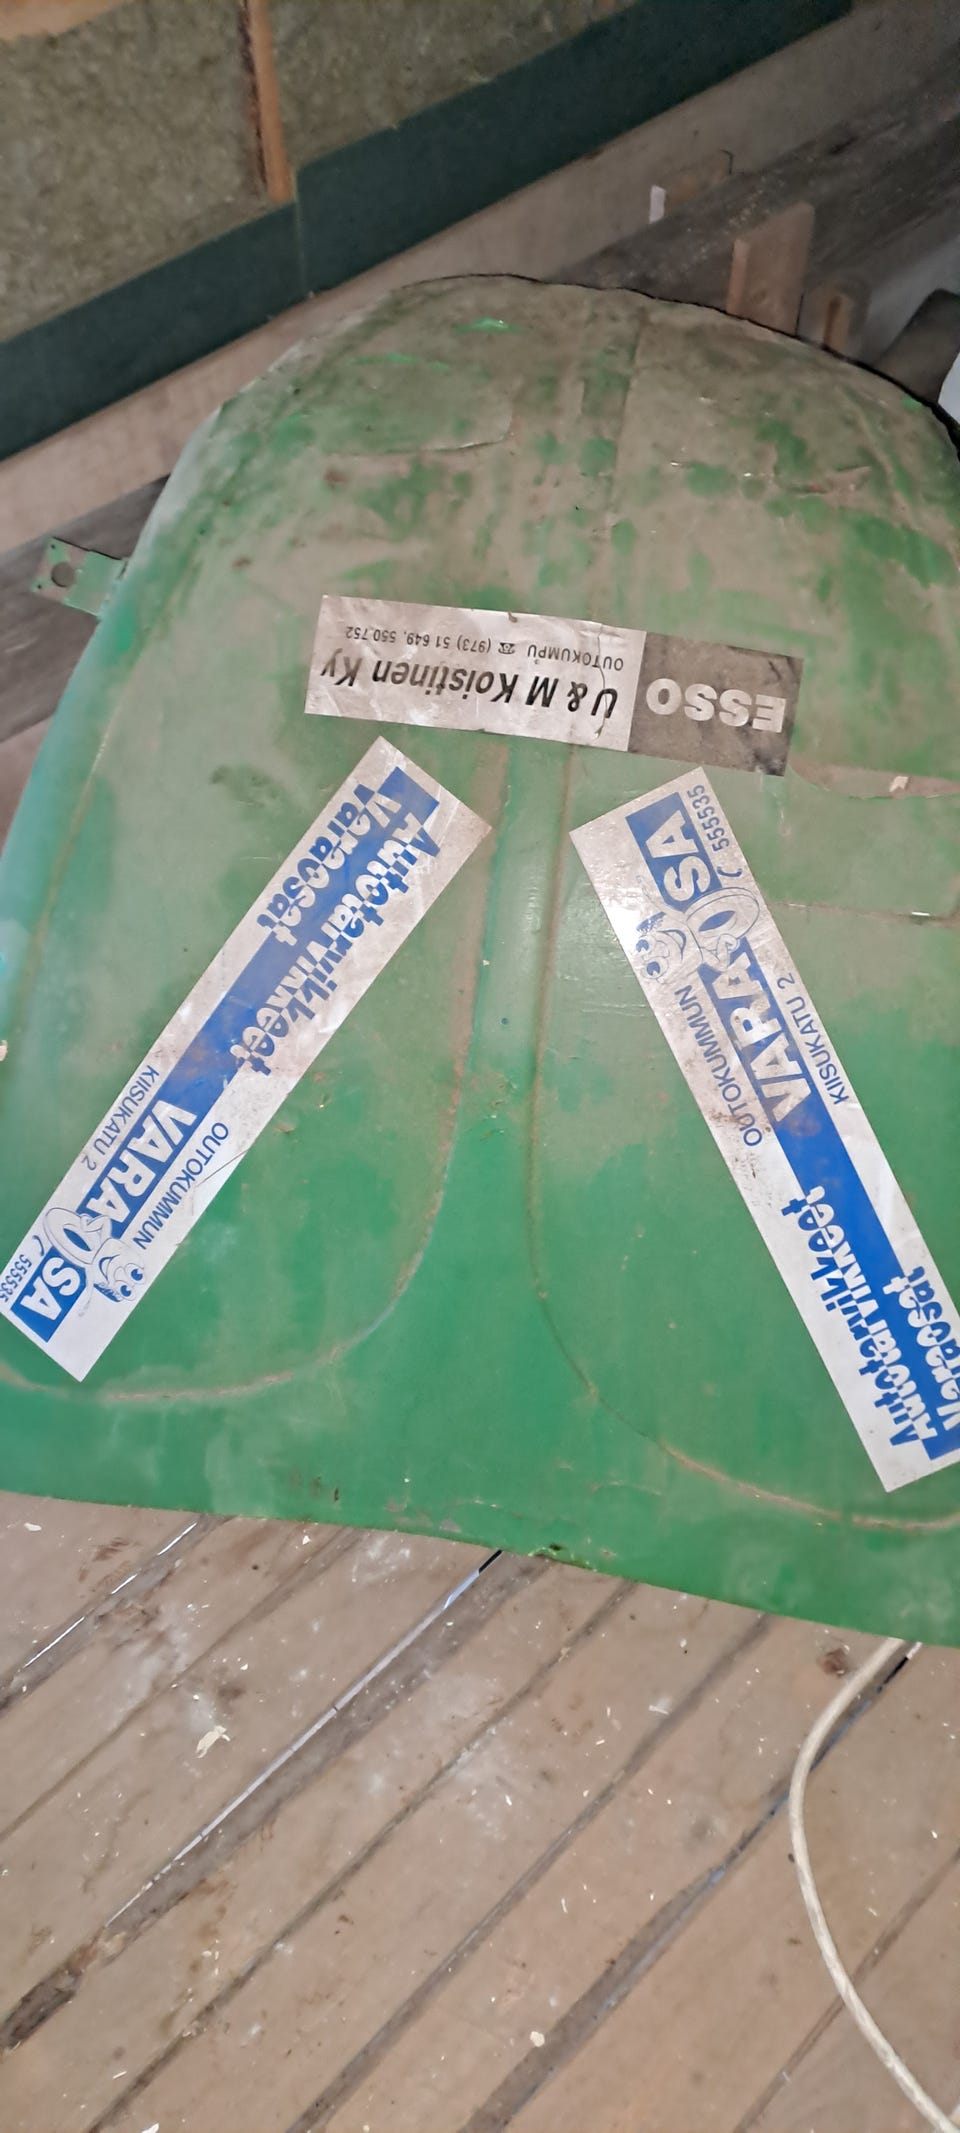 ESSO
U & M Koistinen Ky
OUTOKUMPU ☎ (973) 51 649, 550 752
Autotarvikkeet
Varaosat
OUTOKUMMUN
VARAOSA
KIISUKATU 2
555535
OUTOKUMMUN
VARAOSA
KIISUKATU 2
555535
Autotarvikkeet
Varaosat